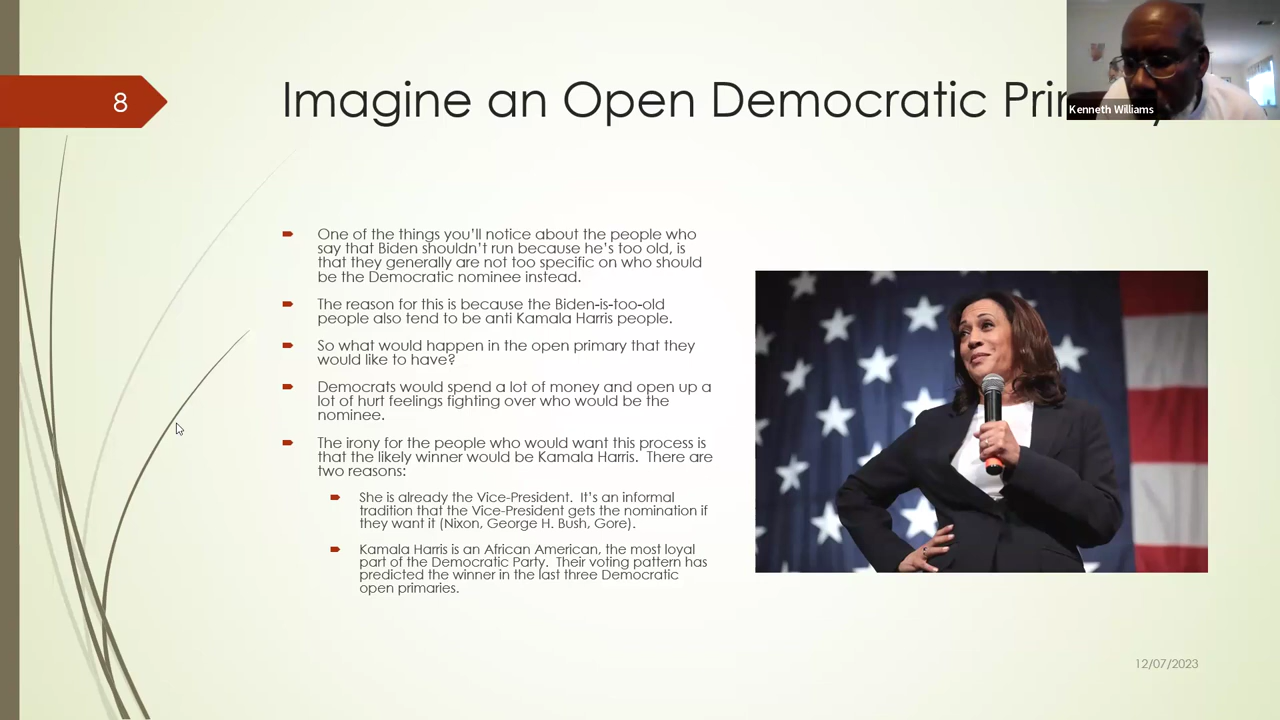 8
Imagine an Open Democratic
Kenneth Williams
One of the things you'll notice about the people who
say that Biden shouldn't run because he's too old, is
that they generally are not too specific on who should
be the Democratic nominee instead.
The reason for this is because the Biden-is-too-old
people also tend to be anti Kamala Harris people.
So what would happen in the open primary that they
would like to have?
Democrats would spend a lot of money and open up a
lot of hurt feelings fighting over who would be the
nominee.
The irony for the people who would want this process is
that the likely winner would be Kamala Harris.  There are
two reasons:
She is already the Vice-President.  It's an informal
tradition that the Vice-President gets the nomination if
they want it (Nixon, George H. Bush, Gore).
Kamala Harris is an African American, the most loyal
part of the Democratic Party.  Their voting pattern has
predicted the winner in the last three Democratic
open primaries.
12/07/2023